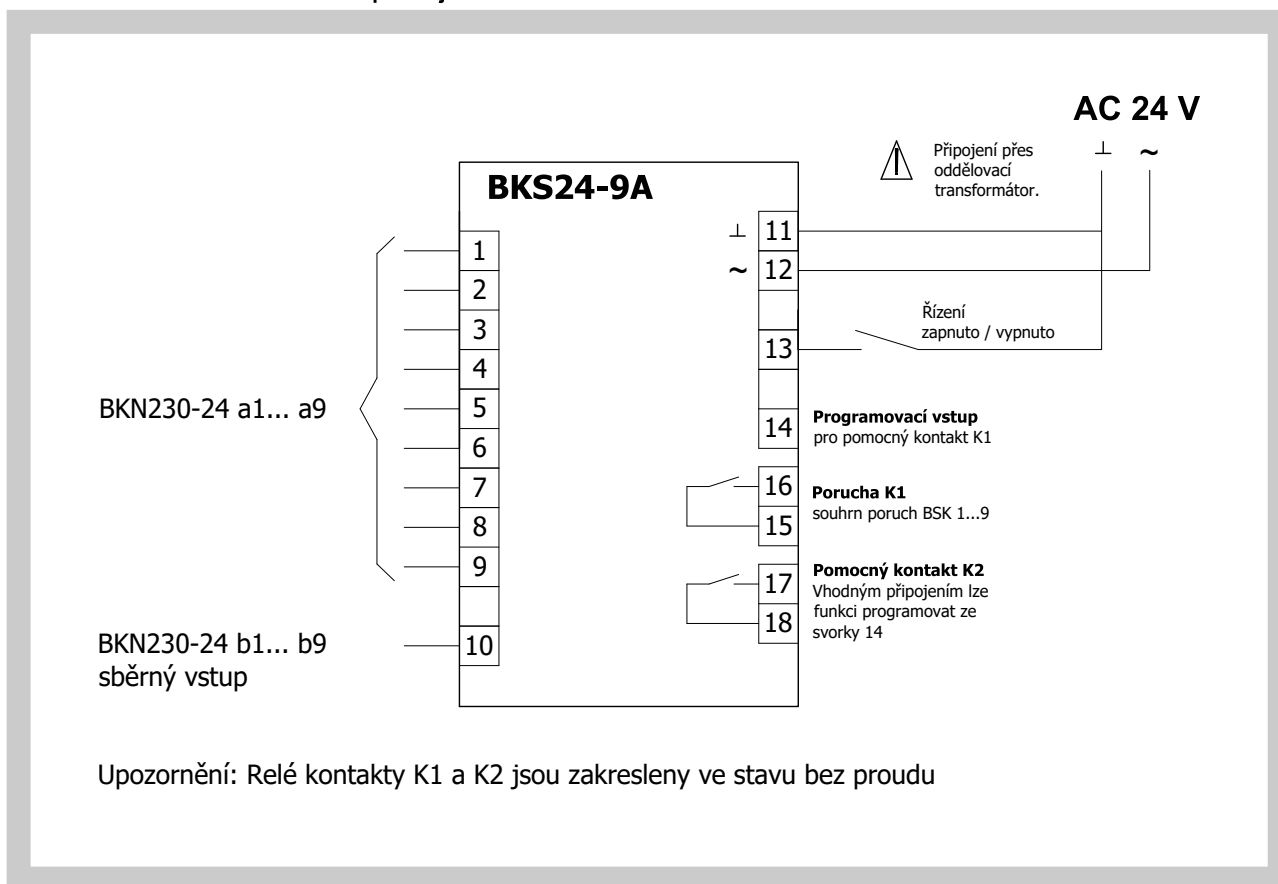 AC 24 V
⊥ ~
Připojení přes
oddělovací
transformátor.
BKS24-9A
1
2
3
4
5
6
7
8
9
10
BKN230-24 a1... a9
BKN230-24 b1... b9
sběrný vstup
⊥ 11
~ 12
13
Řízení
zapnuto / vypnuto
14
Programovací vstup
pro pomocný kontakt K1
16
15
Porucha K1
souhrn poruch BSK 1...9
17
18
Pomocný kontakt K2
Vhodným připojením lze
funkci programovat ze
svorky 14
Upozornění: Relé kontakty K1 a K2 jsou zakresleny ve stavu bez proudu